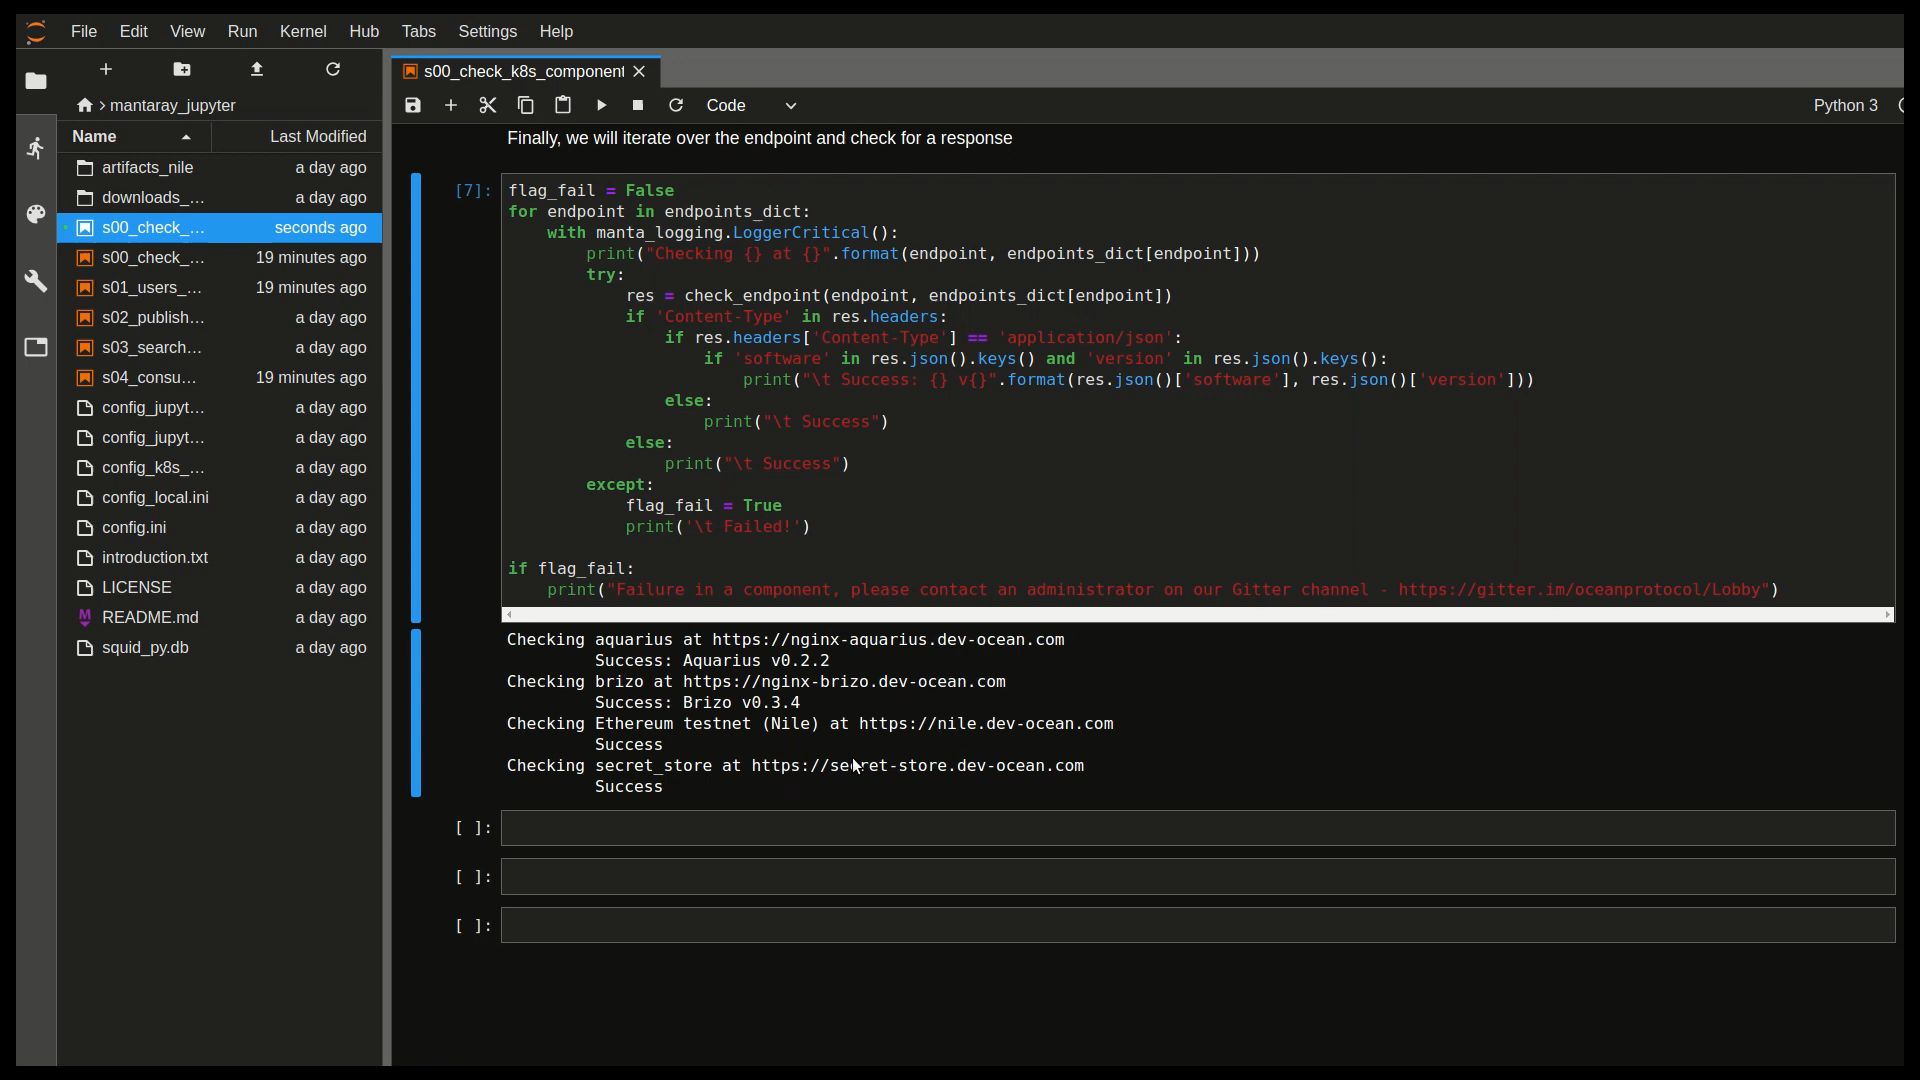 File Edit View Run Kernel Hub Tabs Settings Help
s00_check_k8s_component
mantaray_jupyter
Code
Python 3
Name Last Modified
artifacts_nile a day ago
downloads_… a day ago
s00_check_… seconds ago
s00_check_… 19 minutes ago
s01_users_… 19 minutes ago
s02_publish… a day ago
s03_search… a day ago
s04_consu… 19 minutes ago
config_jupyt… a day ago
config_jupyt… a day ago
config_k8s_… a day ago
config_local.ini a day ago
config.ini a day ago
introduction.txt a day ago
LICENSE a day ago
README.md a day ago
squid_py.db a day ago
Finally, we will iterate over the endpoint and check for a response
[7]:
flag_fail = False
for endpoint in endpoints_dict:
    with manta_logging.LoggerCritical():
        print("Checking {} at {}".format(endpoint, endpoints_dict[endpoint]))
        try:
            res = check_endpoint(endpoint, endpoints_dict[endpoint])
            if 'Content-Type' in res.headers:
                if res.headers['Content-Type'] == 'application/json':
                    if 'software' in res.json().keys() and 'version' in res.json().keys():
                        print("\t Success: {} v{}".format(res.json()['software'], res.json()['version']))
                else:
                    print("\t Success")
            else:
                print("\t Success")
        except:
            flag_fail = True
            print('\t Failed!')
if flag_fail:
    print("Failure in a component, please contact an administrator on our Gitter channel - https://gitter.im/oceanprotocol/Lobby")
Checking aquarius at https://nginx-aquarius.dev-ocean.com
         Success: Aquarius v0.2.2
Checking brizo at https://nginx-brizo.dev-ocean.com
         Success: Brizo v0.3.4
Checking Ethereum testnet (Nile) at https://nile.dev-ocean.com
         Success
Checking secret_store at https://secret-store.dev-ocean.com
         Success
[ ]:
[ ]:
[ ]: